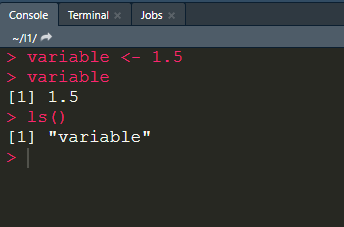 Console Terminal × Jobs ×
~/l1/
> variable <- 1.5
> variable
[1] 1.5
> ls()
[1] "variable"
>